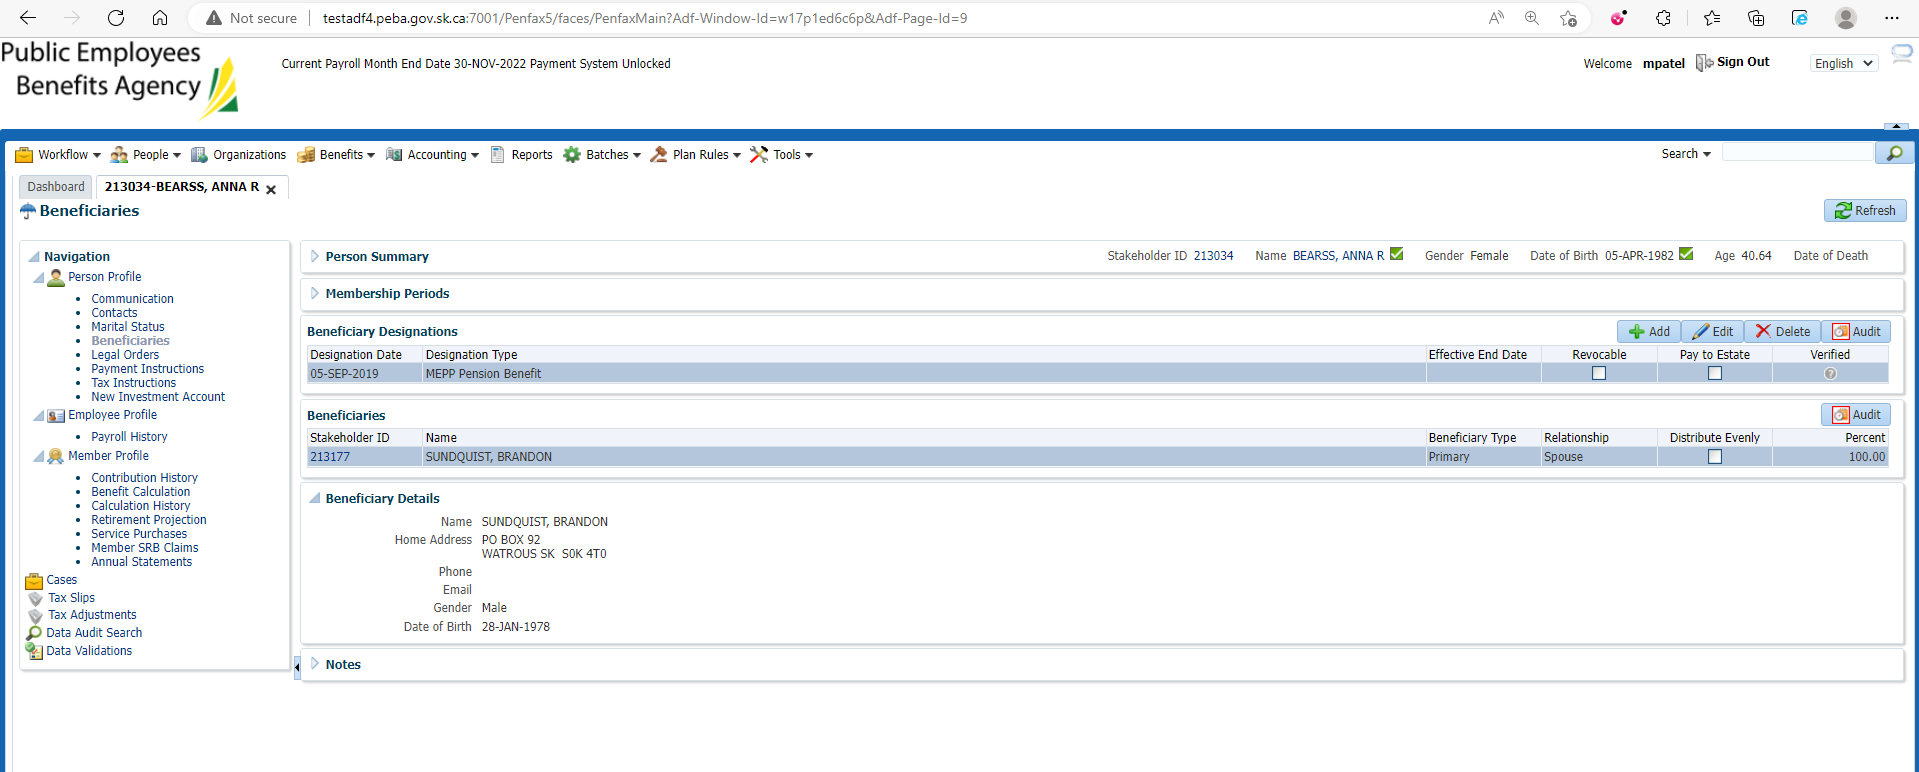 Not secure
testadf4.peba.gov.sk.ca:7001/Penfax5/faces/PenfaxMain?Adf-Window-Id=w17p1ed6c6p&Adf-Page-Id=9
Public Employees
Benefits Agency
Current Payroll Month End Date 30-NOV-2022 Payment System Unlocked
Welcome mpatel Sign Out English
Workflow People Organizations Benefits Accounting Reports Batches Plan Rules Tools Search
Dashboard 213034-BEARSS, ANNA R
Beneficiaries
Refresh
Navigation
Person Profile
Communication
Contacts
Marital Status
Beneficiaries
Legal Orders
Payment Instructions
Tax Instructions
New Investment Account
Employee Profile
Payroll History
Member Profile
Contribution History
Benefit Calculation
Calculation History
Retirement Projection
Service Purchases
Member SRB Claims
Annual Statements
Cases
Tax Slips
Tax Adjustments
Data Audit Search
Data Validations
Person Summary Stakeholder ID 213034 Name BEARSS, ANNA R Gender Female Date of Birth 05-APR-1982 Age 40.64 Date of Death
Membership Periods
Beneficiary Designations Add Edit Delete Audit
Designation Date Designation Type Effective End Date Revocable Pay to Estate Verified
05-SEP-2019 MEPP Pension Benefit
Beneficiaries Audit
Stakeholder ID Name Beneficiary Type Relationship Distribute Evenly Percent
213177 SUNDQUIST, BRANDON Primary Spouse 100.00
Beneficiary Details
Name SUNDQUIST, BRANDON
Home Address PO BOX 92
WATROUS SK S0K 4T0
Phone
Email
Gender Male
Date of Birth 28-JAN-1978
Notes